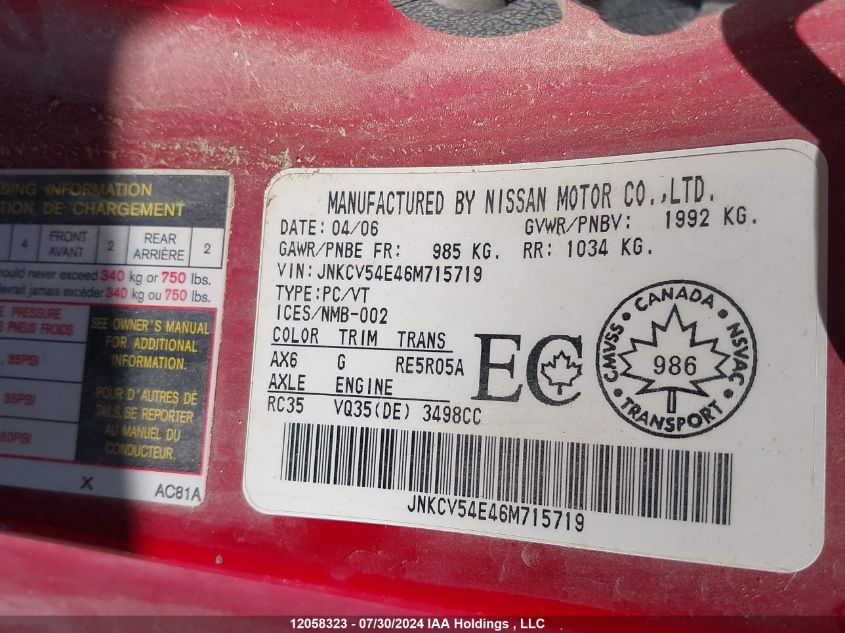 DING INFORMATION
TION DE CHARGEMENT
4 FRONT AVANT 2 REAR ARRIÈRE 2
should never exceed 340 kg or 750 lbs.
devrait jamais excéder 340 kg ou 750 lbs.
PRESSURE
PNEUS FROIDS
35PSI
35PSI
60PSI
SEE OWNER'S MANUAL
FOR ADDITIONAL
INFORMATION.
POUR D'AUTRES DÉ
TAILS, SE REPORTER
AU MANUEL DU
CONDUCTEUR.
X AC81A
MANUFACTURED BY NISSAN MOTOR CO.,LTD.
DATE: 04/06 GVWR/PNBV: 1992 KG.
GAWR/PNBE FR: 985 KG. RR: 1034 KG.
VIN:JNKCV54E46M715719
TYPE:PC/VT
ICES/NMB-002
COLOR TRIM TRANS
AX6 G RE5R05A
AXLE ENGINE
RC35 VQ35(DE) 3498CC
EC
CANADA
CMVSS 986 NSVAC
TRANSPORT
JNKCV54E46M715719
12058323 - 07/30/2024 IAA Holdings , LLC